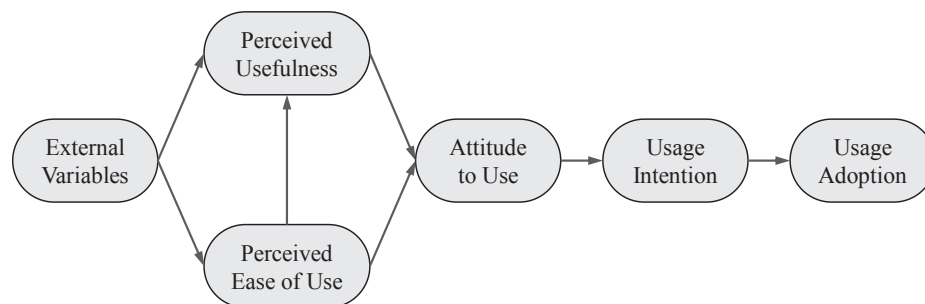 Perceived
Usefulness
External
Variables
Attitude
to Use
Usage
Intention
Usage
Adoption
Perceived
Ease of Use